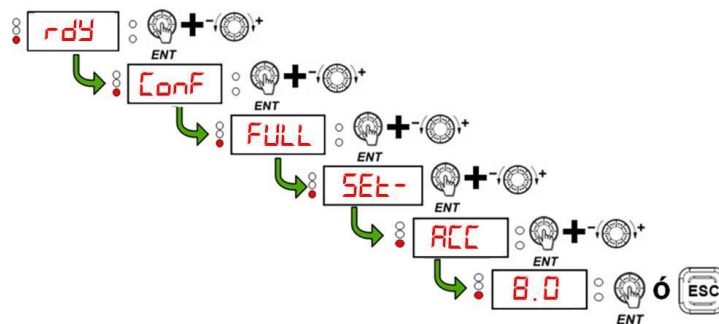 rdY
ENT
ConF
ENT
FULL
ENT
SEt-
ENT
ACC
ENT
8.0
ó
ESC
ENT